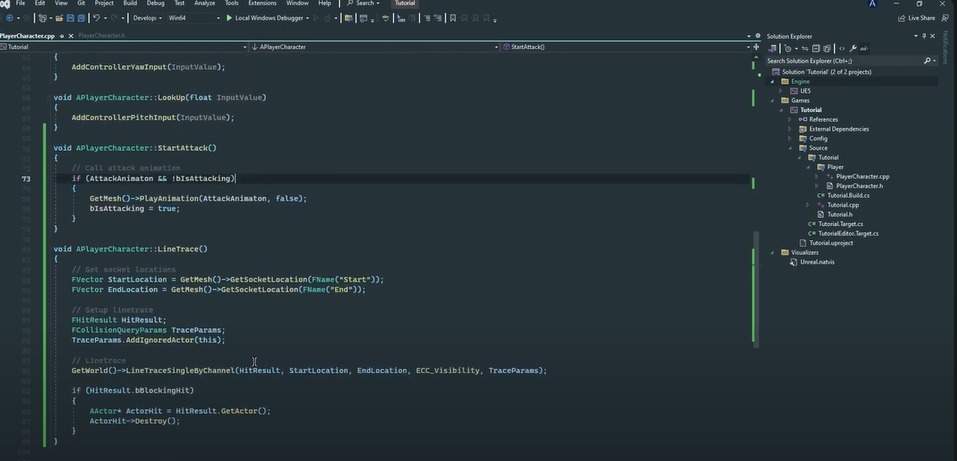 File Edit View Git Project Build Debug Test Analyze Tools Extensions Window Help Search Tutorial
Develop Win64 Local Windows Debugger Live Share
PlayerCharacter.cpp PlayerCharacter.h
Tutorial APlayerCharacter StartAttack()
{
AddControllerYawInput(InputValue);
}
void APlayerCharacter::LookUp(float InputValue)
{
AddControllerPitchInput(InputValue);
}
void APlayerCharacter::StartAttack()
{
// Call attack animation
73 if (AttackAnimaton && !bIsAttacking)
{
GetMesh()->PlayAnimation(AttackAnimaton, false);
bIsAttacking = true;
}
}
void APlayerCharacter::LineTrace()
{
// Get socket locations
FVector StartLocation = GetMesh()->GetSocketLocation(FName("Start"));
FVector EndLocation = GetMesh()->GetSocketLocation(FName("End"));
// Setup linetrace
FHitResult HitResult;
FCollisionQueryParams TraceParams;
TraceParams.AddIgnoredActor(this);
// Linetrace
GetWorld()->LineTraceSingleByChannel(HitResult, StartLocation, EndLocation, ECC_Visibility, TraceParams);
if (HitResult.bBlockingHit)
{
AActor* ActorHit = HitResult.GetActor();
ActorHit->Destroy();
}
}
Solution Explorer
Search Solution Explorer (Ctrl+;)
Solution 'Tutorial' (2 of 2 projects)
Engine
UE5
Games
Tutorial
References
External Dependencies
Config
Source
Tutorial
Player
PlayerCharacter.cpp
PlayerCharacter.h
Tutorial.Build.cs
Tutorial.cpp
Tutorial.h
Tutorial.Target.cs
TutorialEditor.Target.cs
Tutorial.uproject
Visualizers
Unreal.natvis
Notifications